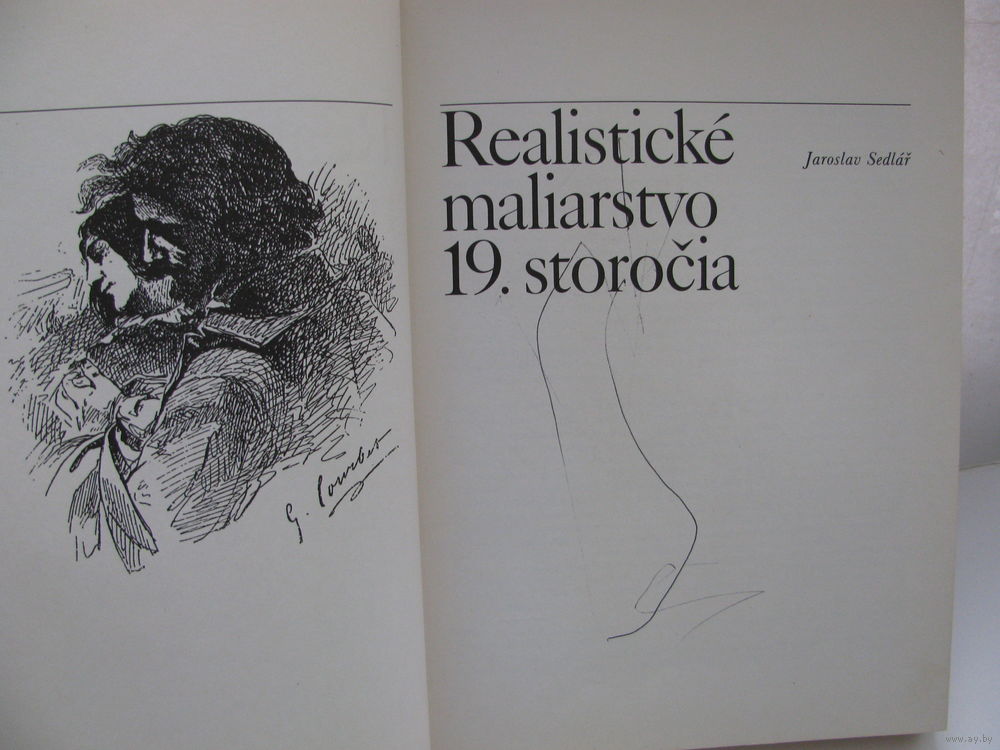 G. Courbet
Realistické
maliarstvo
19. storočia
Jaroslav Sedlář
www.ay.by